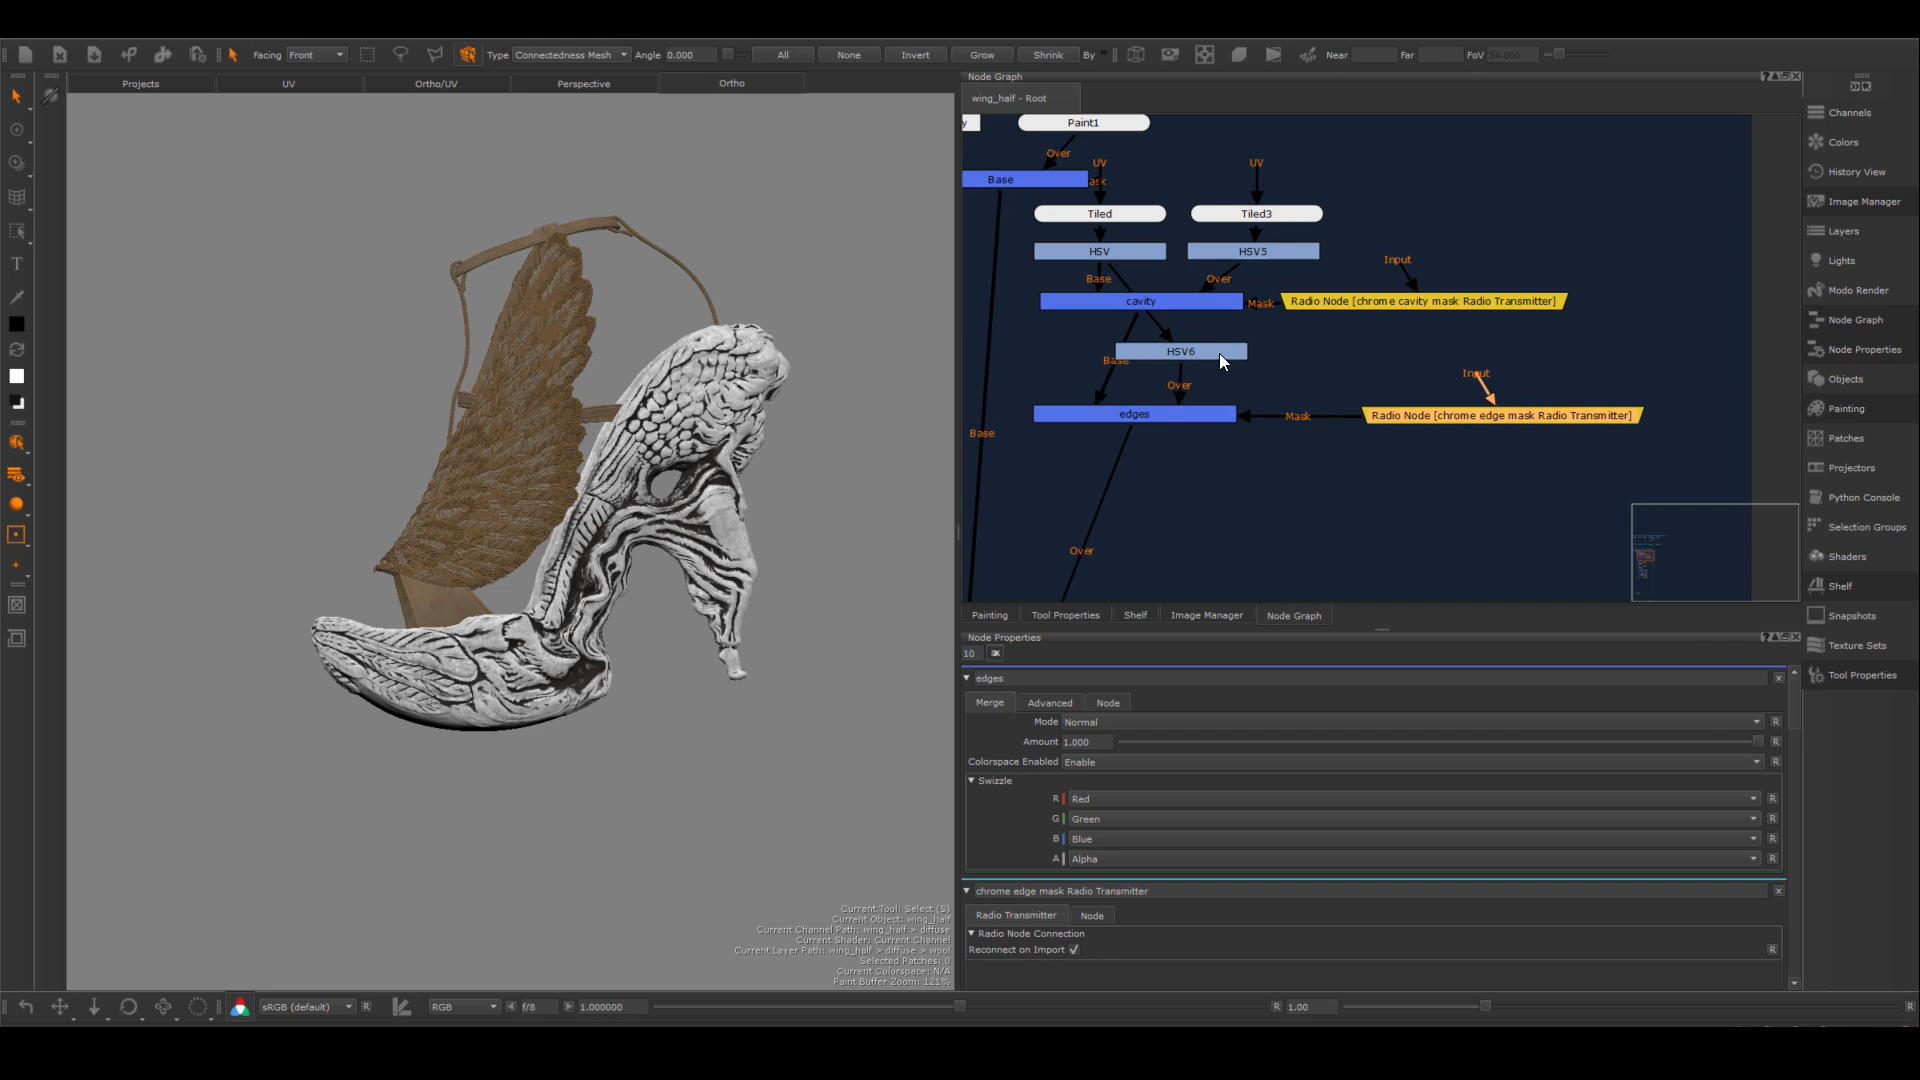 Facing Front Type Connectedness Mesh Angle 0.000 All None Invert Grow Shrink By Near Far FoV 54.000
Projects UV Ortho/UV Perspective Ortho
Node Graph
wing_half - Root
y Paint1
Over
UV UV
Base ask
Tiled Tiled3
HSV HSV5
Input
Base Over
cavity Mask Radio Node [chrome cavity mask Radio Transmitter]
HSV6
Base
Input
Over
edges Mask Radio Node [chrome edge mask Radio Transmitter]
Base
Over
Painting Tool Properties Shelf Image Manager Node Graph
Node Properties
10
edges
Merge Advanced Node
Mode Normal R
Amount 1.000 R
Colorspace Enabled Enable R
Swizzle
R Red R
G Green R
B Blue R
A Alpha R
chrome edge mask Radio Transmitter
Radio Transmitter Node
Radio Node Connection
Reconnect on Import R
Channels
Colors
History View
Image Manager
Layers
Lights
Modo Render
Node Graph
Node Properties
Objects
Painting
Patches
Projectors
Python Console
Selection Groups
Shaders
Shelf
Snapshots
Texture Sets
Tool Properties
T
Current Tool: Select (S)
Current Object: wing_half
Current Channel Path: wing_half > diffuse
Current Shader: Current Channel
Current Layer Path: wing_half > diffuse > wool
Selected Patches: 0
Current Colorspace: N/A
Paint Buffer Zoom: 121%
sRGB (default) R RGB f/8 1.000000 R 1.00 R